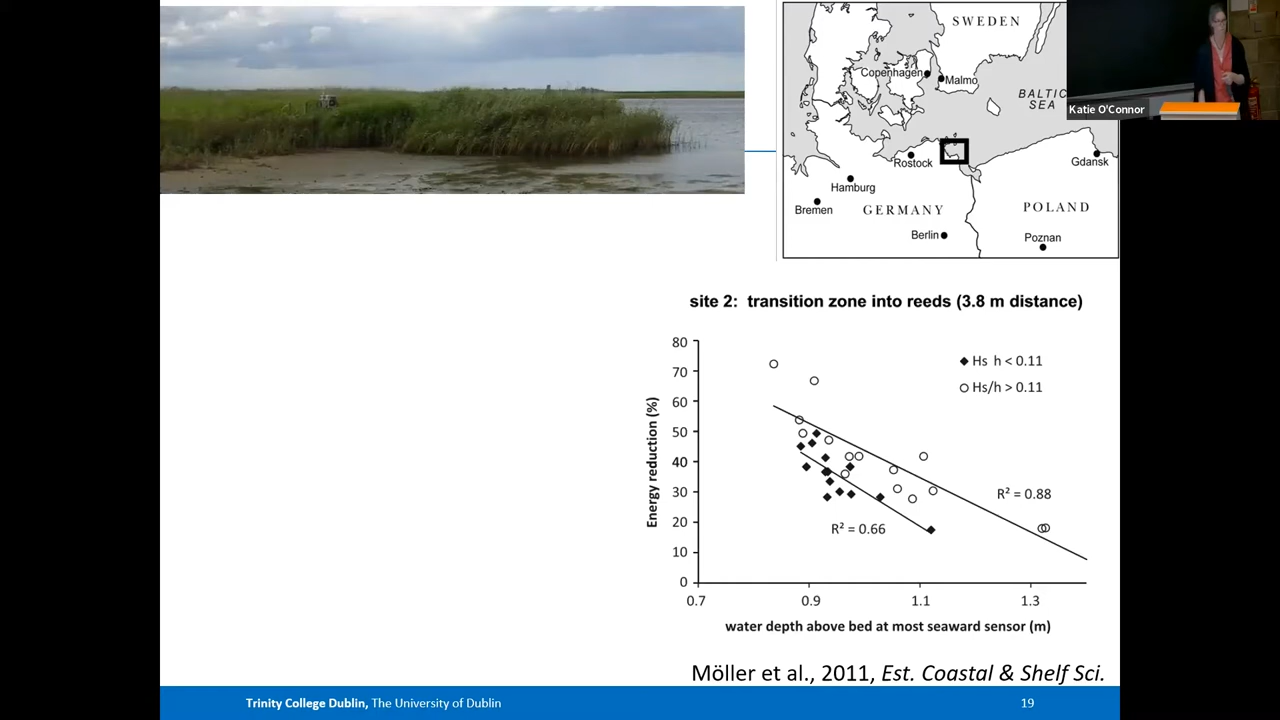 SWEDEN
Copenhagen
Malmo
BALTIC
SEA
Katie O'Connor
Rostock
Gdansk
Hamburg
Bremen
GERMANY
POLAND
Berlin
Poznan
site 2: transition zone into reeds (3.8 m distance)
80
70
60
50
40
30
20
10
0
Energy reduction (%)
Hs h < 0.11
Hs/h > 0.11
R² = 0.88
R² = 0.66
0.7
0.9
1.1
1.3
water depth above bed at most seaward sensor (m)
Möller et al., 2011, Est. Coastal & Shelf Sci.
Trinity College Dublin, The University of Dublin
19